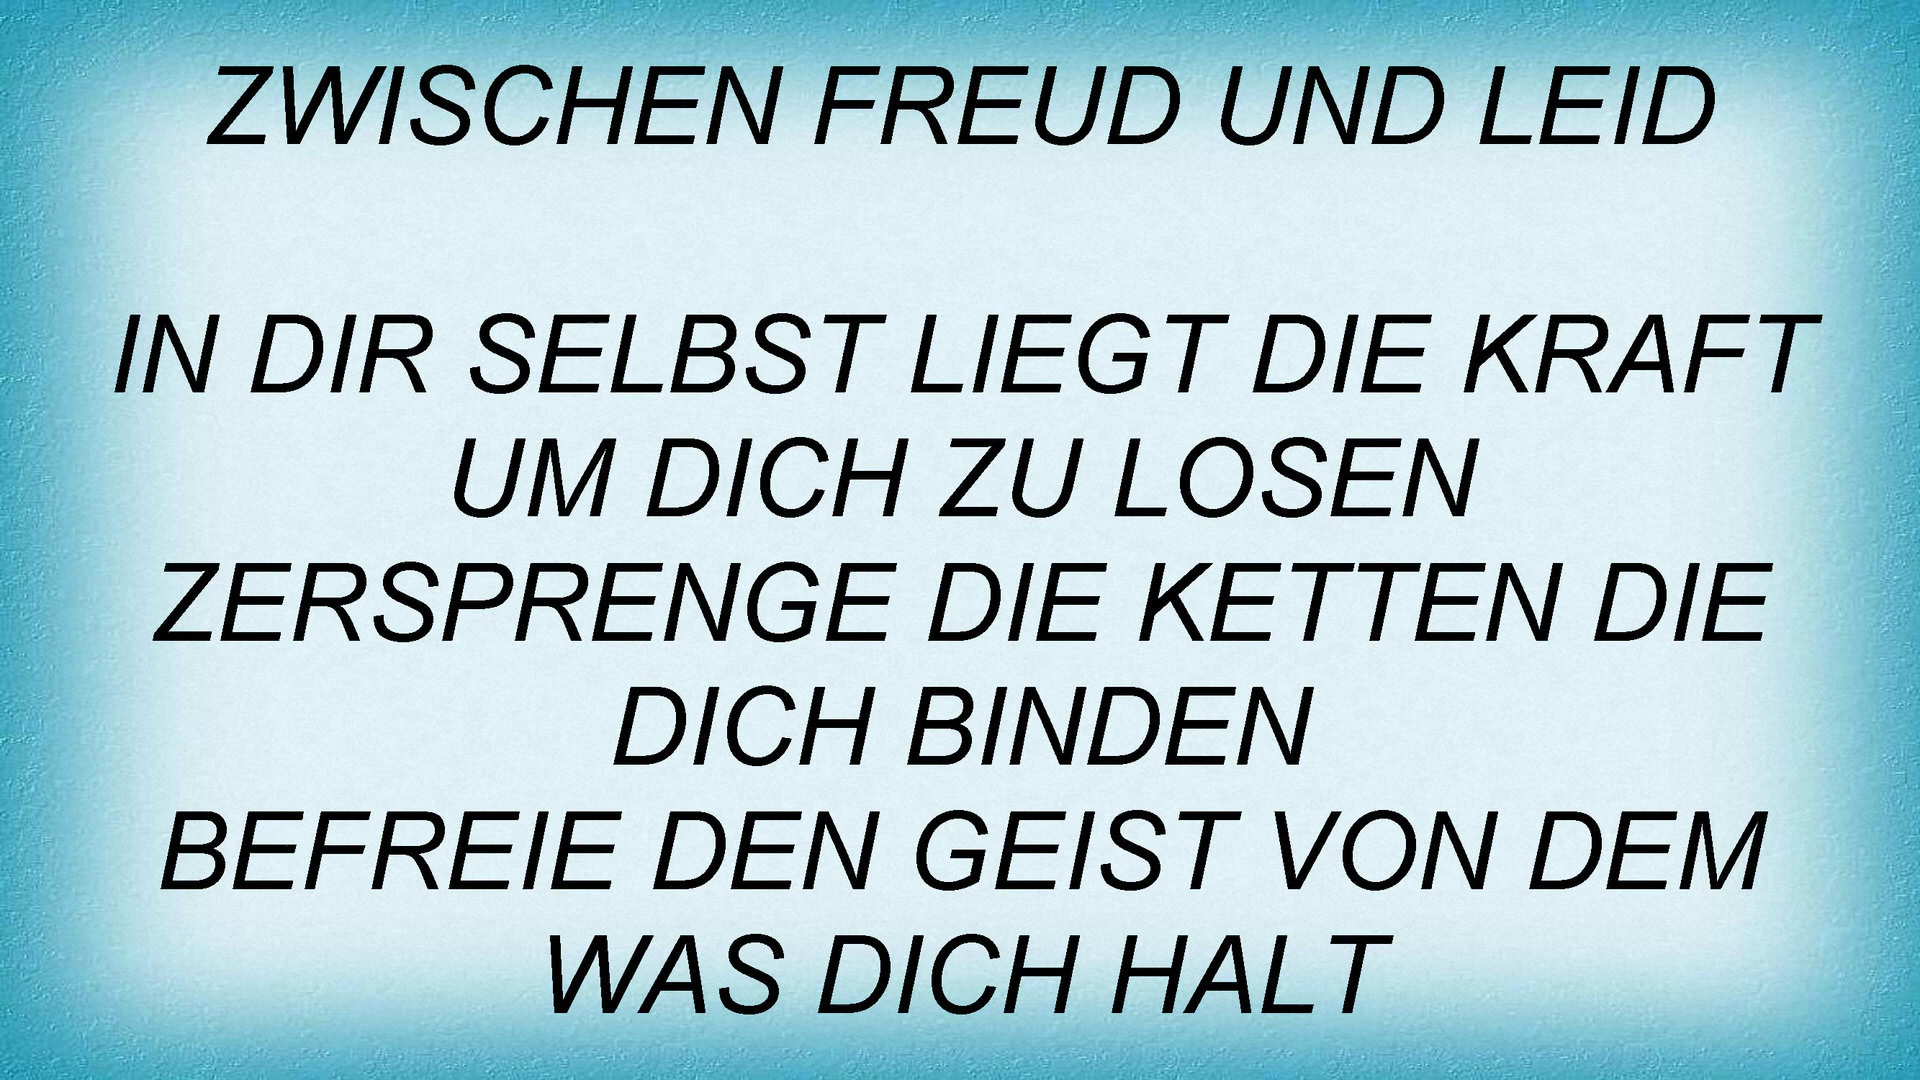 ZWISCHEN FREUD UND LEID
IN DIR SELBST LIEGT DIE KRAFT
UM DICH ZU LOSEN
ZERSPRENGE DIE KETTEN DIE
DICH BINDEN
BEFREIE DEN GEIST VON DEM
WAS DICH HALT